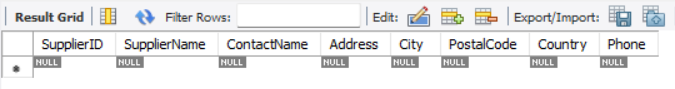 Result Grid Filter Rows: Edit: Export/Import:
SupplierID SupplierName ContactName Address City PostalCode Country Phone
NULL NULL NULL NULL NULL NULL NULL NULL